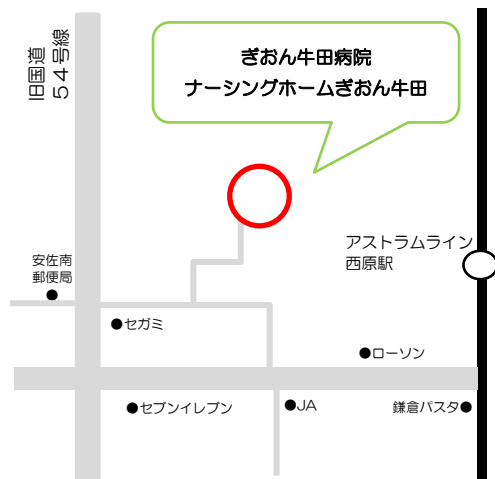 旧国道
５４号線
ぎおん牛田病院
ナーシングホームぎおん牛田
アストラムライン
西原駅
安佐南
郵便局
●セガミ
●ローソン
●セブンイレブン
●JA
鎌倉パスタ●